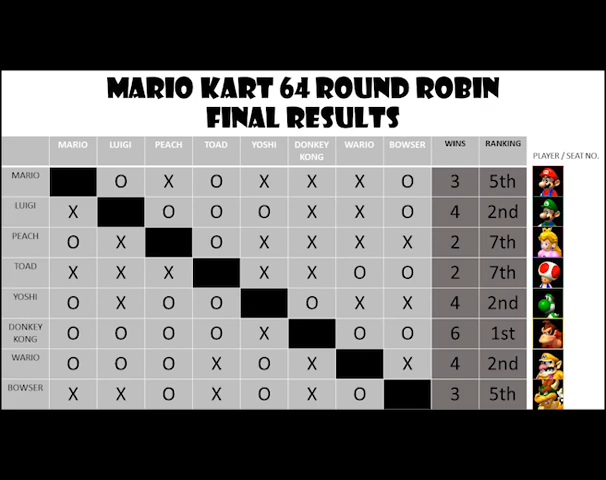 MARIO KART 64 ROUND ROBIN
FINAL RESULTS
MARIO LUIGI PEACH TOAD YOSHI DONKEY KONG WARIO BOWSER WINS RANKING PLAYER / SEAT NO.
MARIO O X O X X X O 3 5th
LUIGI X O O O X X O 4 2nd
PEACH O X O X X X X 2 7th
TOAD X X X X X O O 2 7th
YOSHI O X O O O X X 4 2nd
DONKEY KONG O O O O X O O 6 1st
WARIO O O O X O X X 4 2nd
BOWSER X X O X O X O 3 5th